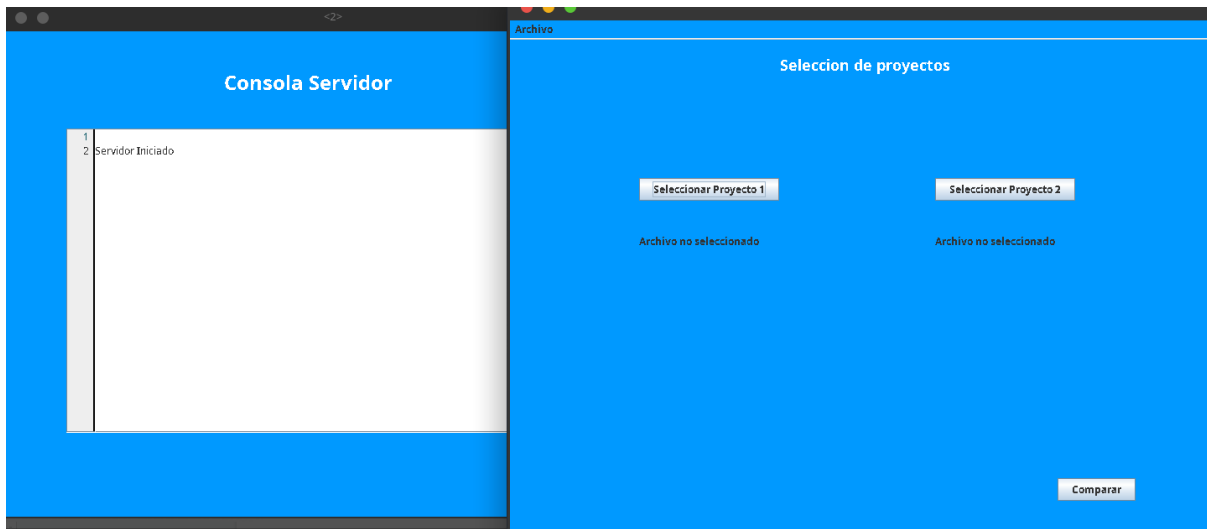 <2>
Consola Servidor
1
2 Servidor Iniciado
Archivo
Seleccion de proyectos
Seleccionar Proyecto 1
Seleccionar Proyecto 2
Archivo no seleccionado
Archivo no seleccionado
Comparar